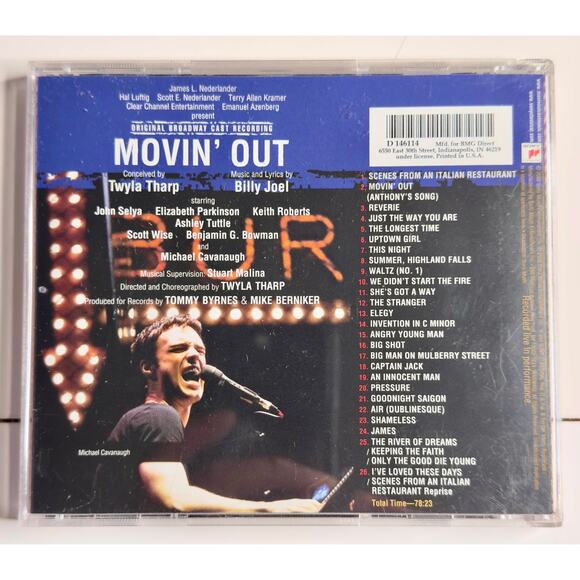 James L. Nederlander
Hal Luftig Scott E. Nederlander Terry Allen Kramer
Clear Channel Entertainment Emanuel Azenberg
present
ORIGINAL BROADWAY CAST RECORDING
MOVIN' OUT
Conceived by Music and Lyrics by
Twyla Tharp Billy Joel
starring
John Selya Elizabeth Parkinson Keith Roberts
Ashley Tuttle
Scott Wise Benjamin G. Bowman
and
Michael Cavanaugh
Musical Supervision: Stuart Malina
Directed and Choreographed by TWYLA THARP
Produced for Records by TOMMY BYRNES & MIKE BERNIKER
BUR
Michael Cavanaugh
D 146114 Mfd. for BMG Direct
6550 East 30th Street, Indianapolis, IN 46219
under license. Printed in U.S.A.
1. SCENES FROM AN ITALIAN RESTAURANT
2. MOVIN' OUT
(ANTHONY'S SONG)
3. REVERIE
4. JUST THE WAY YOU ARE
5. THE LONGEST TIME
6. UPTOWN GIRL
7. THIS NIGHT
8. SUMMER, HIGHLAND FALLS
9. WALTZ (NO. 1)
10. WE DIDN'T START THE FIRE
11. SHE'S GOT A WAY
12. THE STRANGER
13. ELEGY
14. INVENTION IN C MINOR
15. ANGRY YOUNG MAN
16. BIG SHOT
17. BIG MAN ON MULBERRY STREET
18. CAPTAIN JACK
19. AN INNOCENT MAN
20. PRESSURE
21. GOODNIGHT SAIGON
22. AIR (DUBLINESQUE)
23. SHAMELESS
24. JAMES
25. THE RIVER OF DREAMS
/ KEEPING THE FAITH
/ ONLY THE GOOD DIE YOUNG
26. I'VE LOVED THESE DAYS
/ SCENES FROM AN ITALIAN
RESTAURANT Reprise
Total Time—78:23
Recorded live in performance